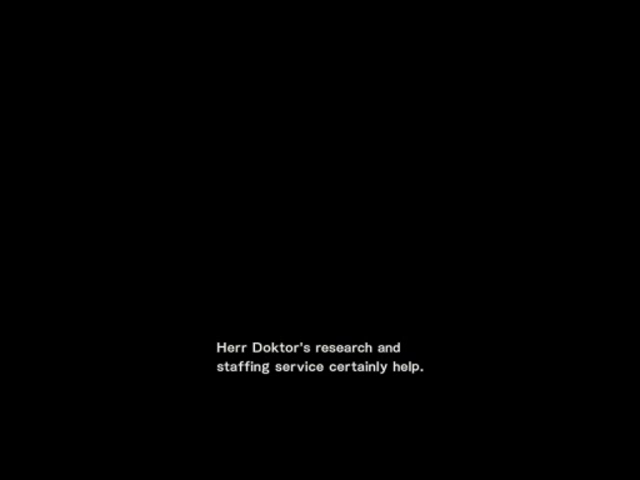 Herr Doktor's research and
staffing service certainly help.